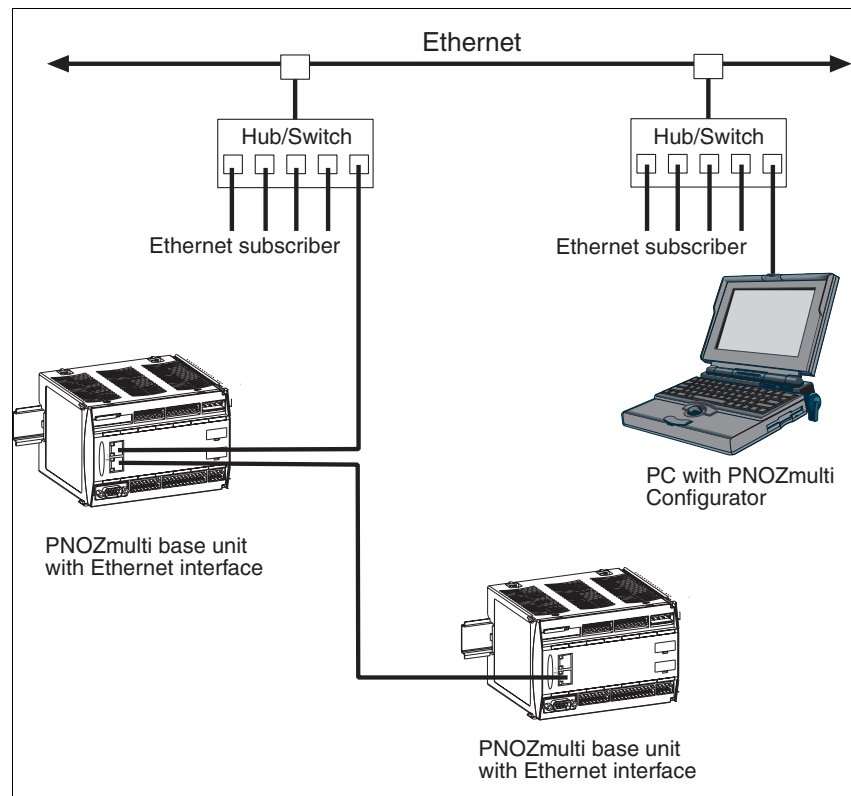 Ethernet
Hub/Switch
Hub/Switch
Ethernet subscriber
Ethernet subscriber
PC with PNOZmulti
Configurator
PNOZmulti base unit
with Ethernet interface
PNOZmulti base unit
with Ethernet interface